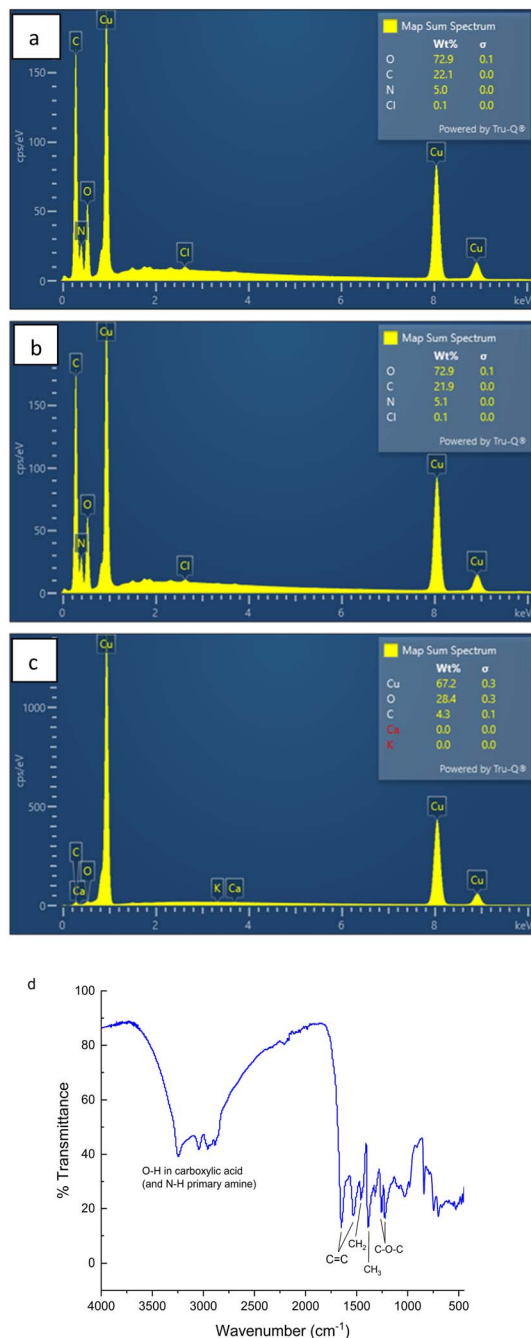 a
C
Cu
Map Sum Spectrum
Wt% σ
O 72.9 0.1
C 22.1 0.0
N 5.0 0.0
Cl 0.1 0.0
Powered by Tru-Q®
150
100
50
0
cps/eV
O
N
Cl
Cu
Cu
0 2 4 6 8 keV
b
C
Cu
Map Sum Spectrum
Wt% σ
O 72.9 0.1
C 21.9 0.0
N 5.1 0.0
Cl 0.1 0.0
Powered by Tru-Q®
150
100
50
0
cps/eV
O
N
Cl
Cu
Cu
0 2 4 6 8 keV
c
Cu
Map Sum Spectrum
Wt% σ
Cu 67.2 0.3
O 28.4 0.3
C 4.3 0.1
Ca 0.0 0.0
K 0.0 0.0
Powered by Tru-Q®
1000
500
0
cps/eV
C
O
Ca
K Ca
Cu
Cu
0 2 4 6 8 keV
d
100
80
60
40
20
0
% Transmittance
O-H in carboxylic acid
(and N-H primary amine)
C=C
CH₂
CH₃
C-O-C
4000 3500 3000 2500 2000 1500 1000 500
Wavenumber (cm⁻¹)